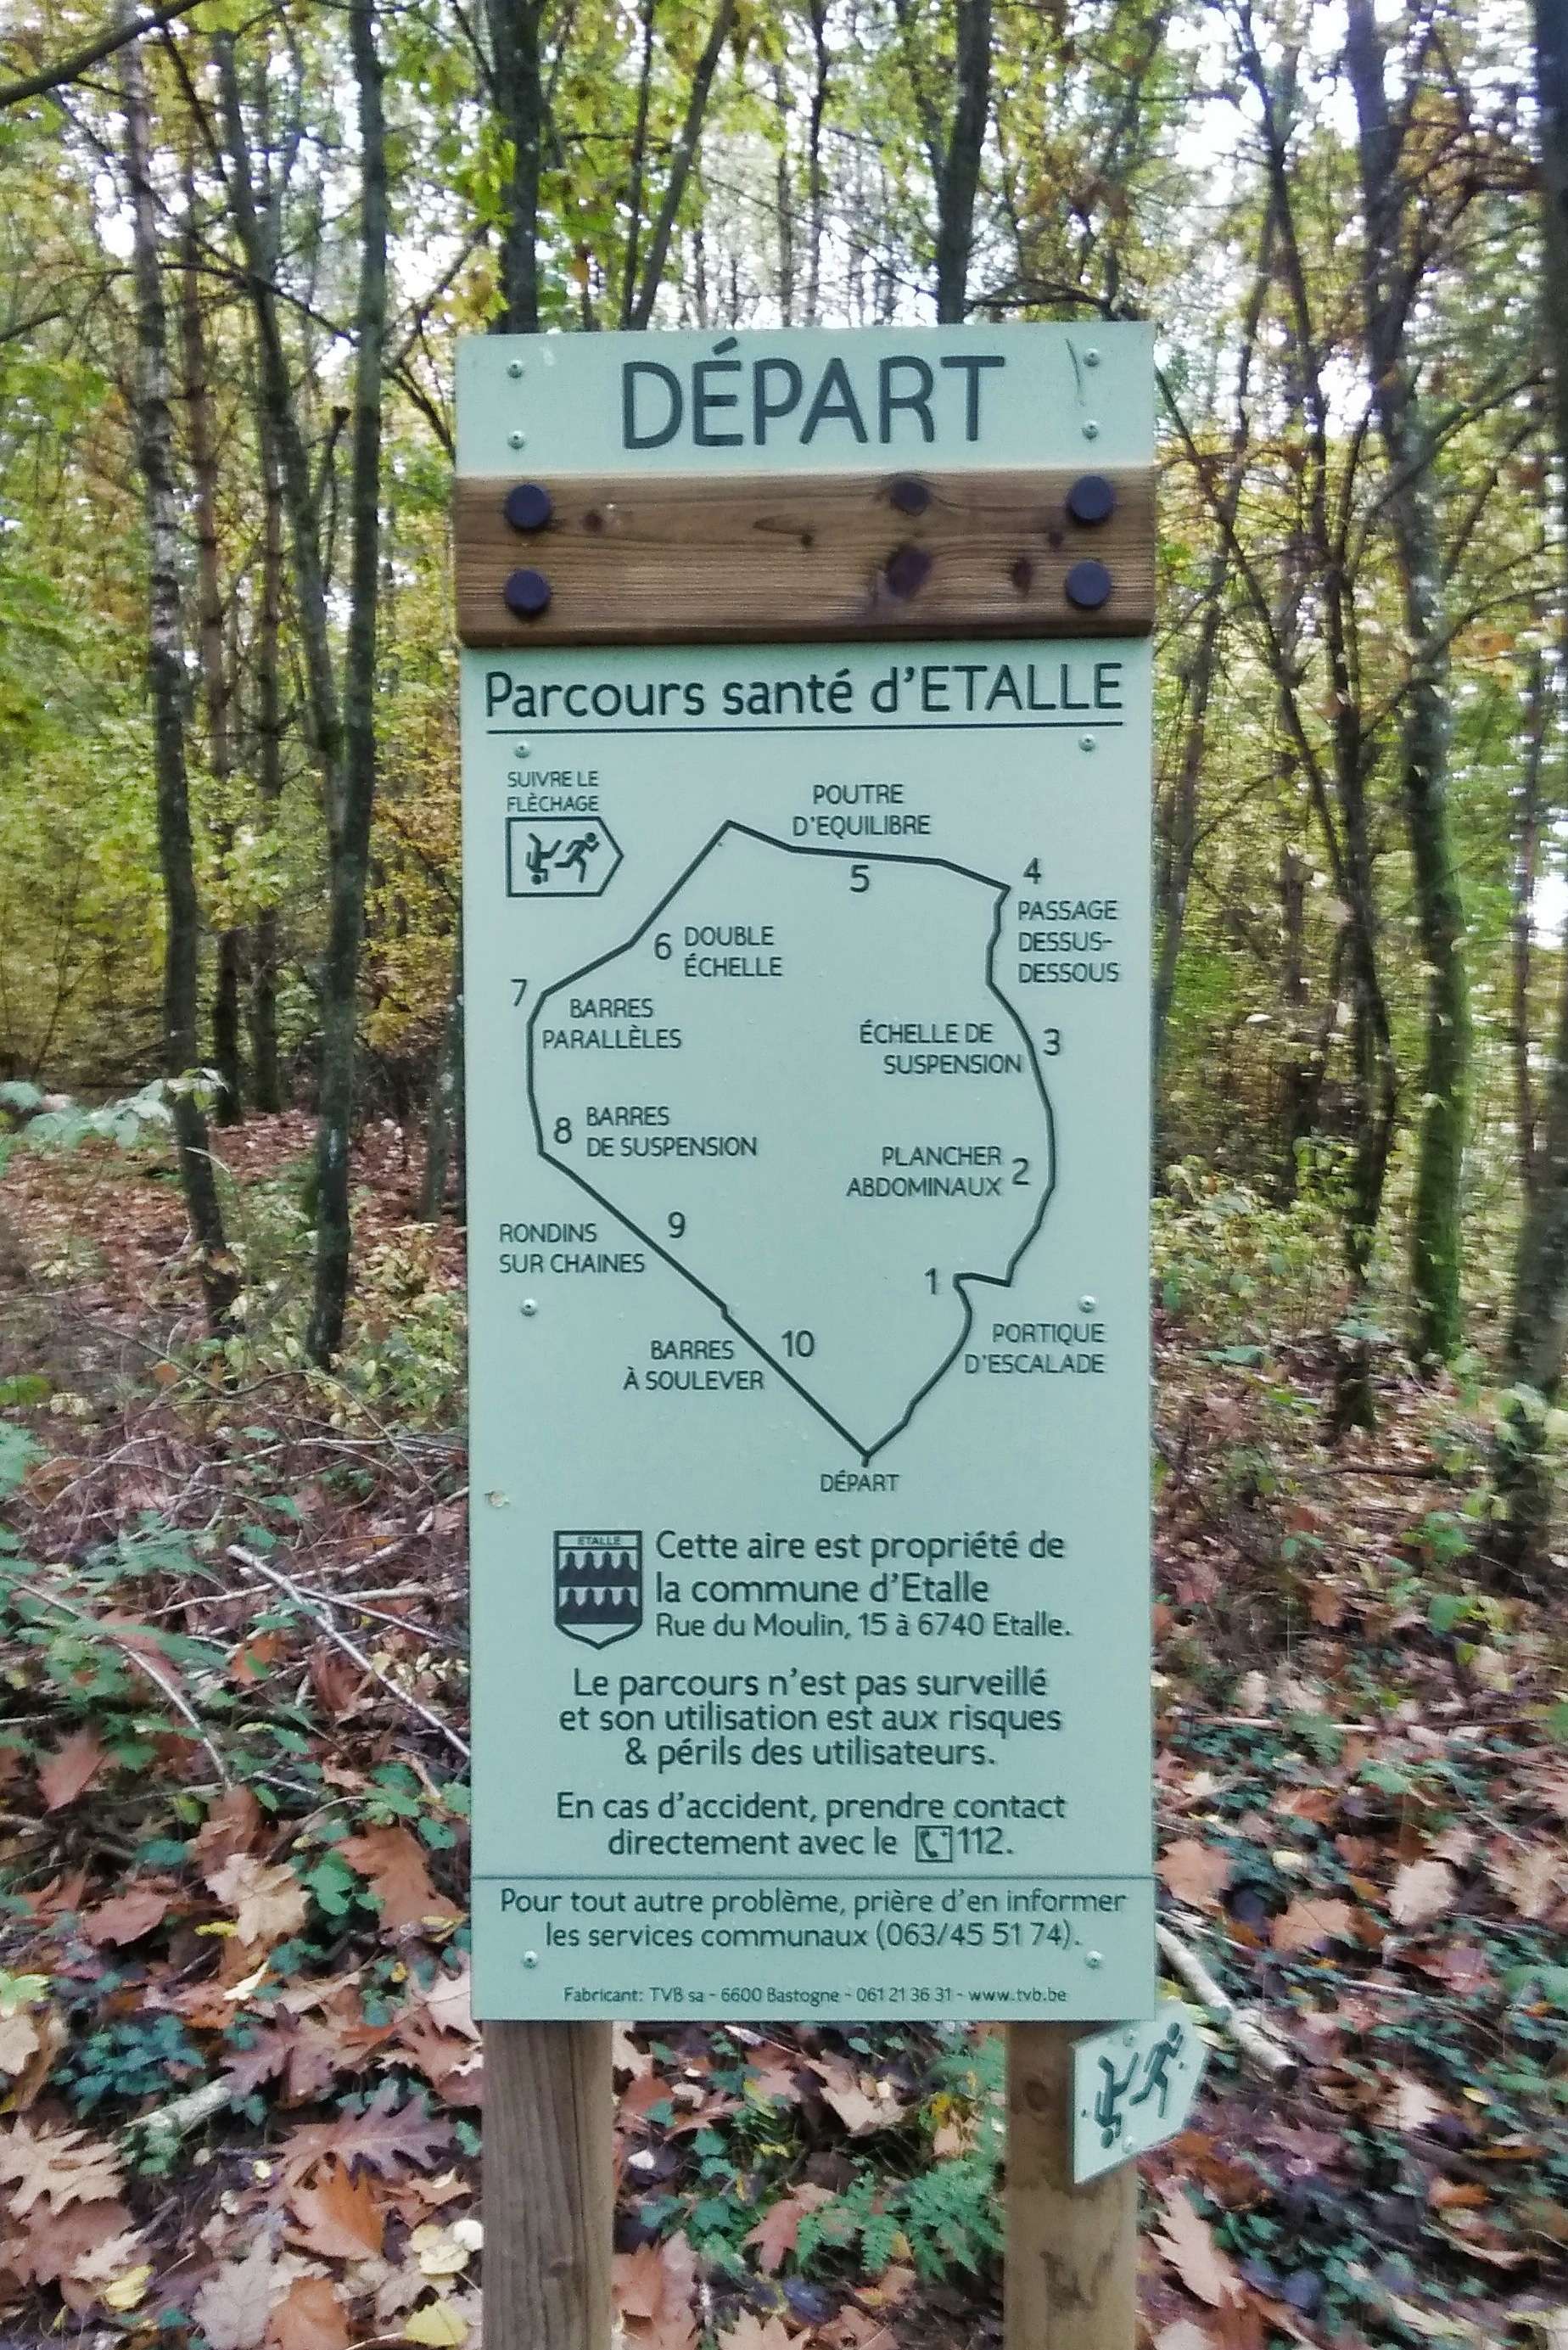 DÉPART
Parcours santé d'ETALLE
SUIVRE LE
FLÈCHAGE
POUTRE
D'EQUILIBRE
5
4
PASSAGE
DESSUS-
DESSOUS
6 DOUBLE
ÉCHELLE
7
BARRES
PARALLÈLES
ÉCHELLE DE
SUSPENSION
3
8
BARRES
DE SUSPENSION
PLANCHER
ABDOMINAUX
2
RONDINS
SUR CHAINES
9
1
PORTIQUE
D'ESCALADE
BARRES
À SOULEVER
10
DÉPART
ETALLE
Cette aire est propriété de
la commune d'Etalle
Rue du Moulin, 15 à 6740 Etalle.
Le parcours n'est pas surveillé
et son utilisation est aux risques
& périls des utilisateurs.
En cas d'accident, prendre contact
directement avec le 112.
Pour tout autre problème, prière d'en informer
les services communaux (063/45 51 74).
Fabricant: TVB sa - 6600 Bastogne - 061 21 36 31 - www.tvb.be